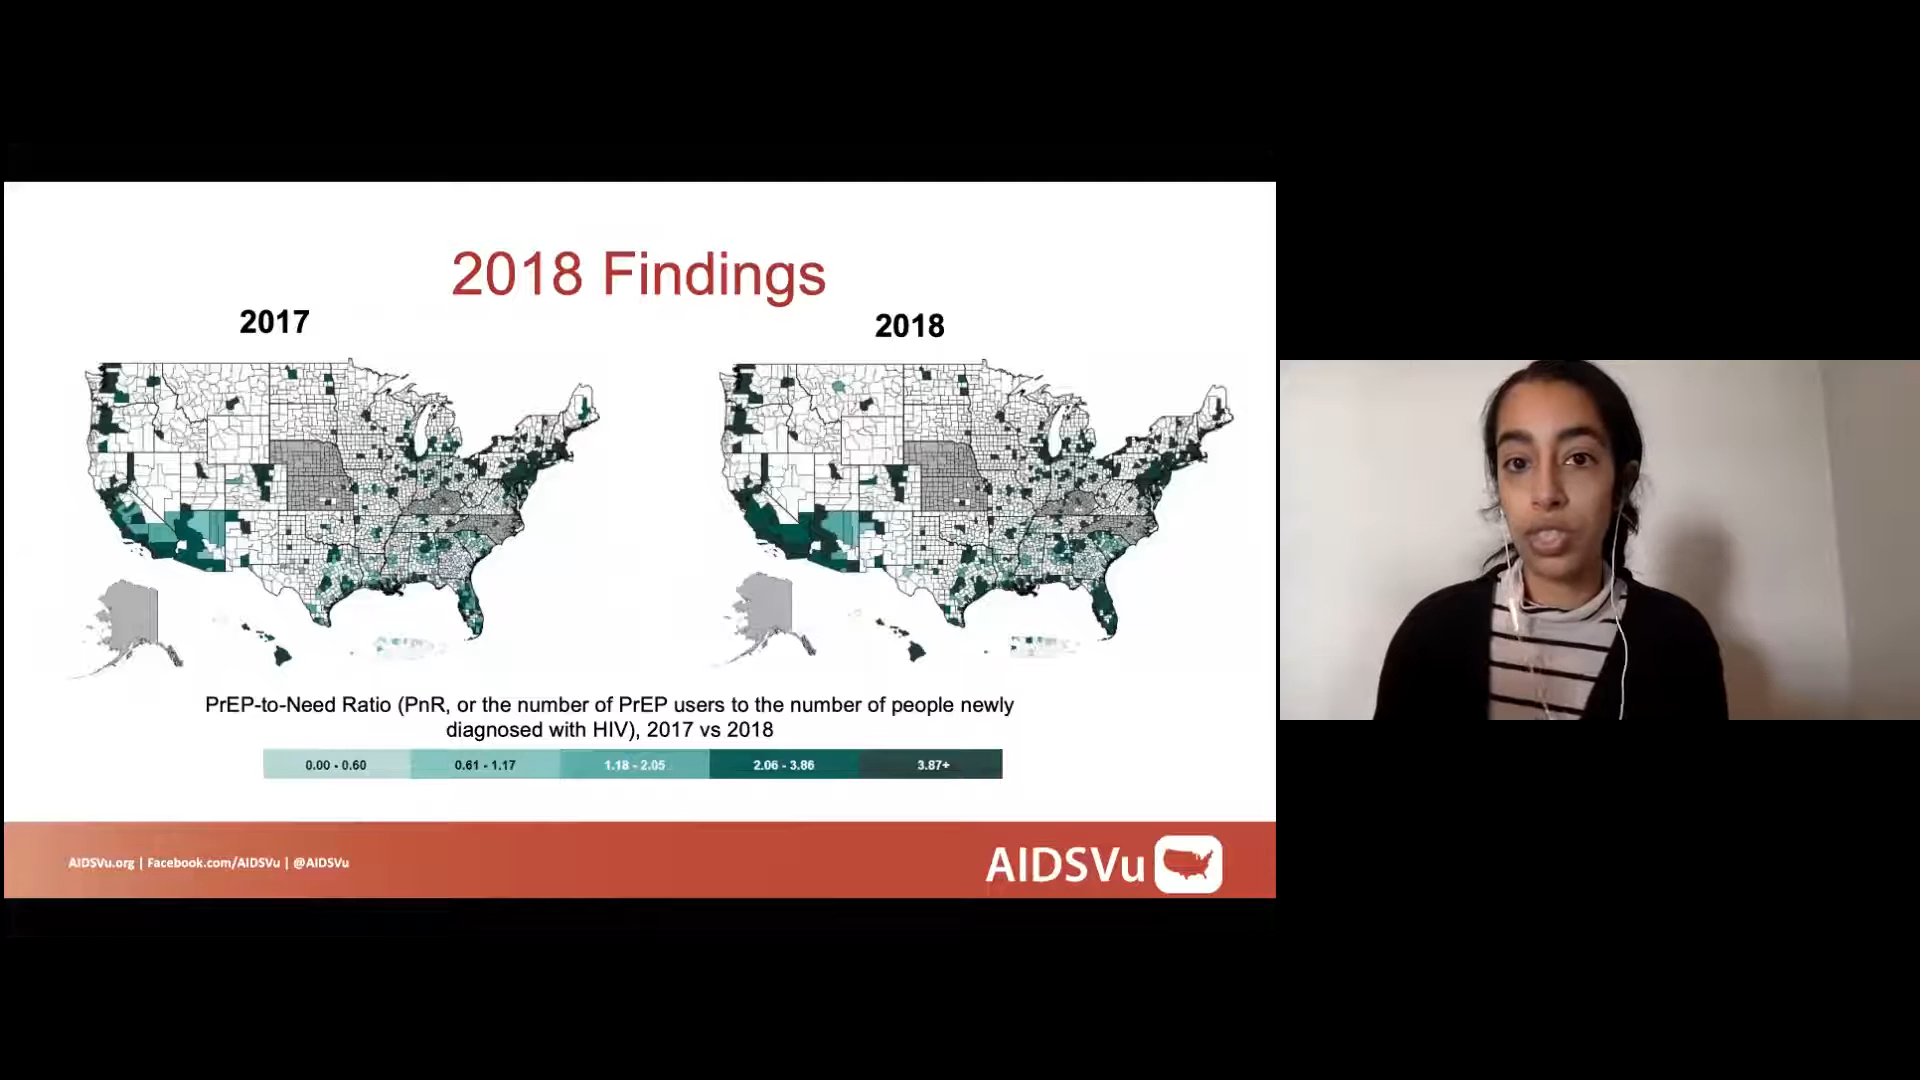 2018 Findings
2017
2018
PrEP-to-Need Ratio (PnR, or the number of PrEP users to the number of people newly
diagnosed with HIV), 2017 vs 2018
0.00 - 0.60
0.61 - 1.17
1.18 - 2.05
2.06 - 3.86
3.87+
AIDSVu.org | Facebook.com/AIDSVu | @AIDSVu
AIDSVu